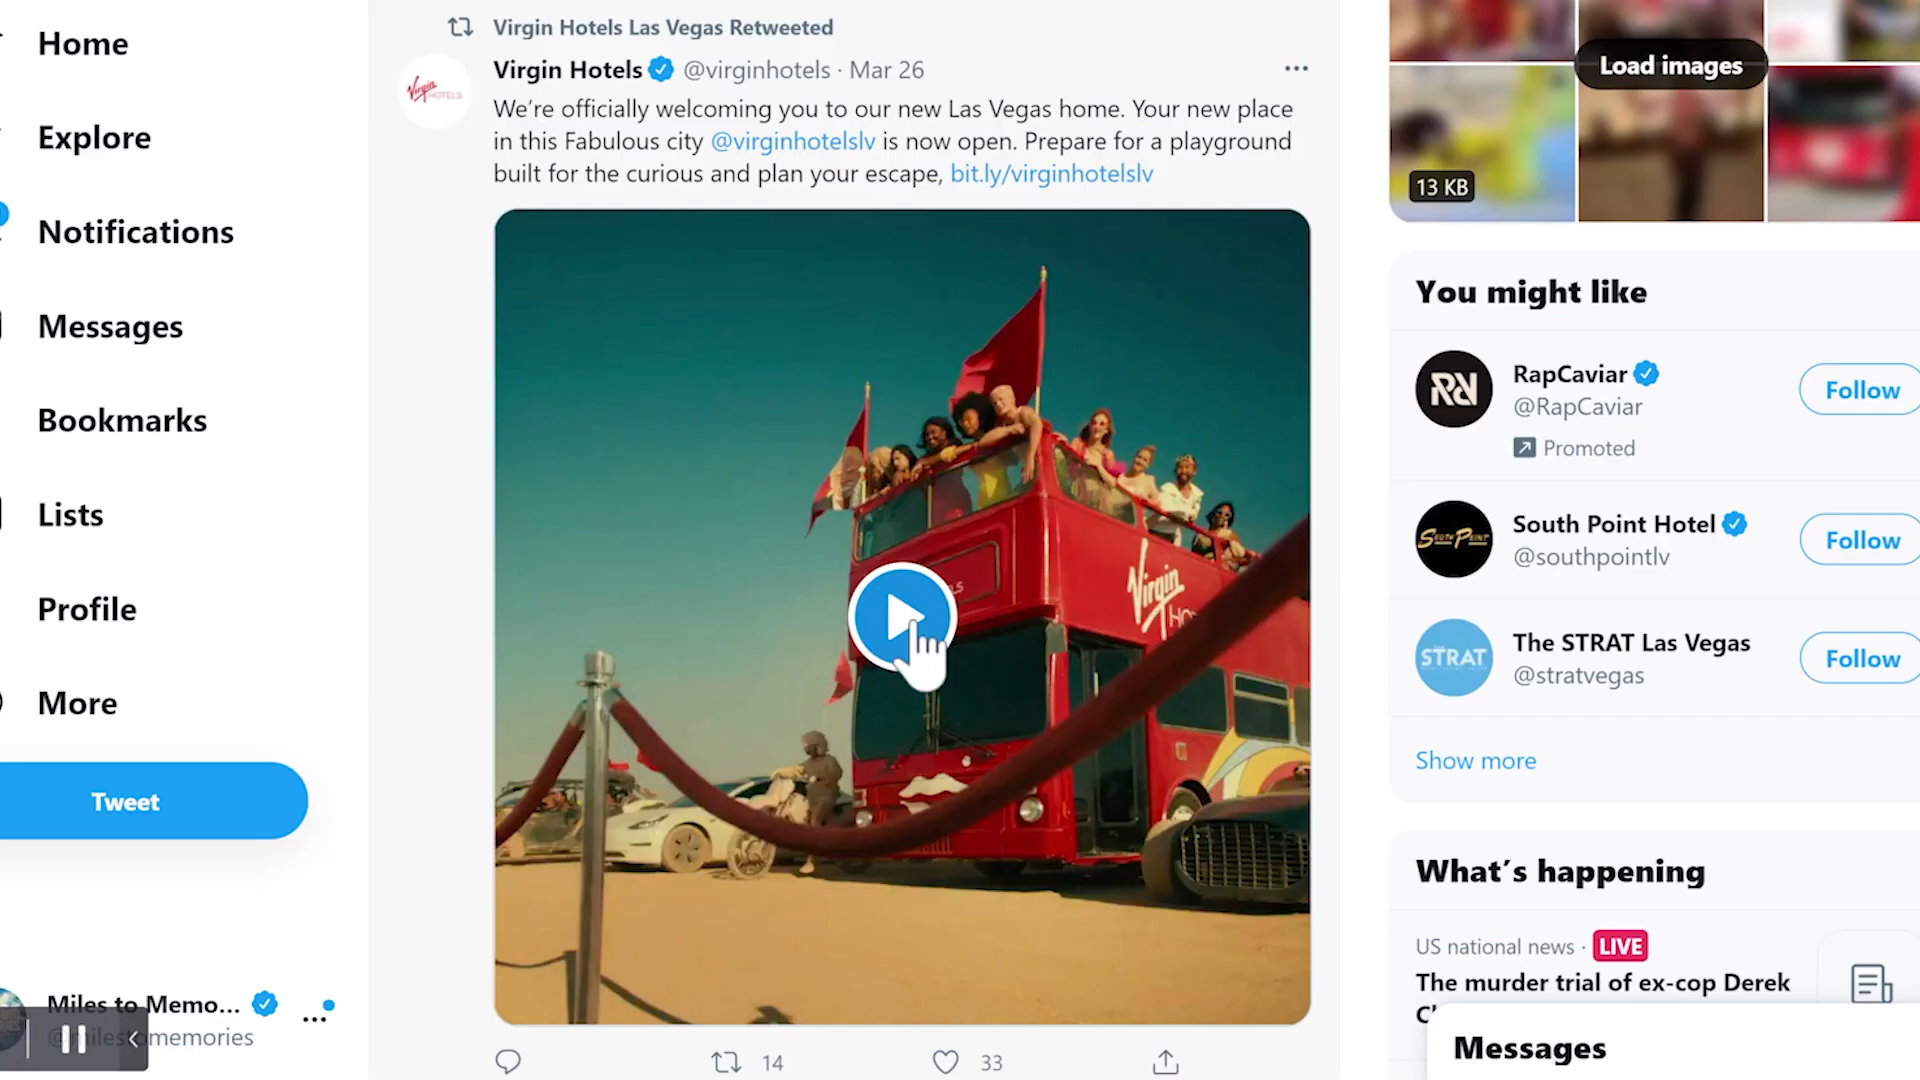 Home
Explore
Notifications
Messages
Bookmarks
Lists
Profile
More
Tweet
Miles to Memo...
@milestomemories
Virgin Hotels Las Vegas Retweeted
Virgin Hotels @virginhotels · Mar 26
We're officially welcoming you to our new Las Vegas home. Your new place
in this Fabulous city @virginhotelslv is now open. Prepare for a playground
built for the curious and plan your escape, bit.ly/virginhotelslv
Virgin
HOTELS
Virgin
14
33
Load images
13 KB
You might like
RapCaviar
@RapCaviar
Promoted
Follow
SOUTH POINT
South Point Hotel
@southpointlv
Follow
STRAT
The STRAT Las Vegas
@stratvegas
Follow
Show more
What's happening
US national news · LIVE
The murder trial of ex-cop Derek
Messages